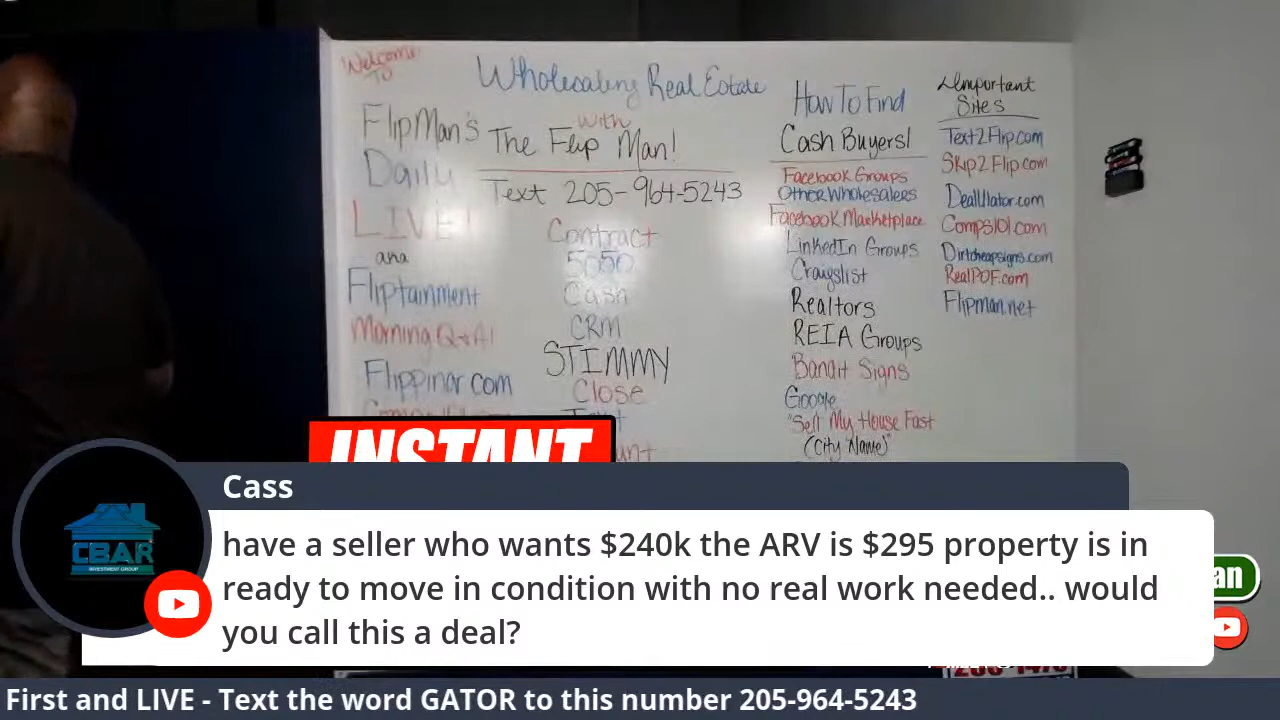 Welcome
To
FlipMan's
Daily
LIVE!
and
Fliptainment
Morning Q&A!
Flippinar.com
Wholesaling Real Estate
with
The Flip Man!
Text 205-964-5243
Contract
5050
Cash
CRM
STIMMY
Close
Text
How To Find
Cash Buyers!
Facebook Groups
Other Wholesalers
Facebook Marketplace
LinkedIn Groups
Craigslist
Realtors
REIA Groups
Bandit Signs
Google
"Sell My House Fast
(City Name)"
Important
Sites
Text2Flip.com
Skip2Flip.com
DealUlator.com
Comps101.com
Dirtcheapsigns.com
RealPOF.com
Flipman.net
INSTANT
CBAR
INVESTMENT GROUP
Cass
have a seller who wants $240k the ARV is $295 property is in
ready to move in condition with no real work needed.. would
you call this a deal?
First and LIVE - Text the word GATOR to this number 205-964-5243